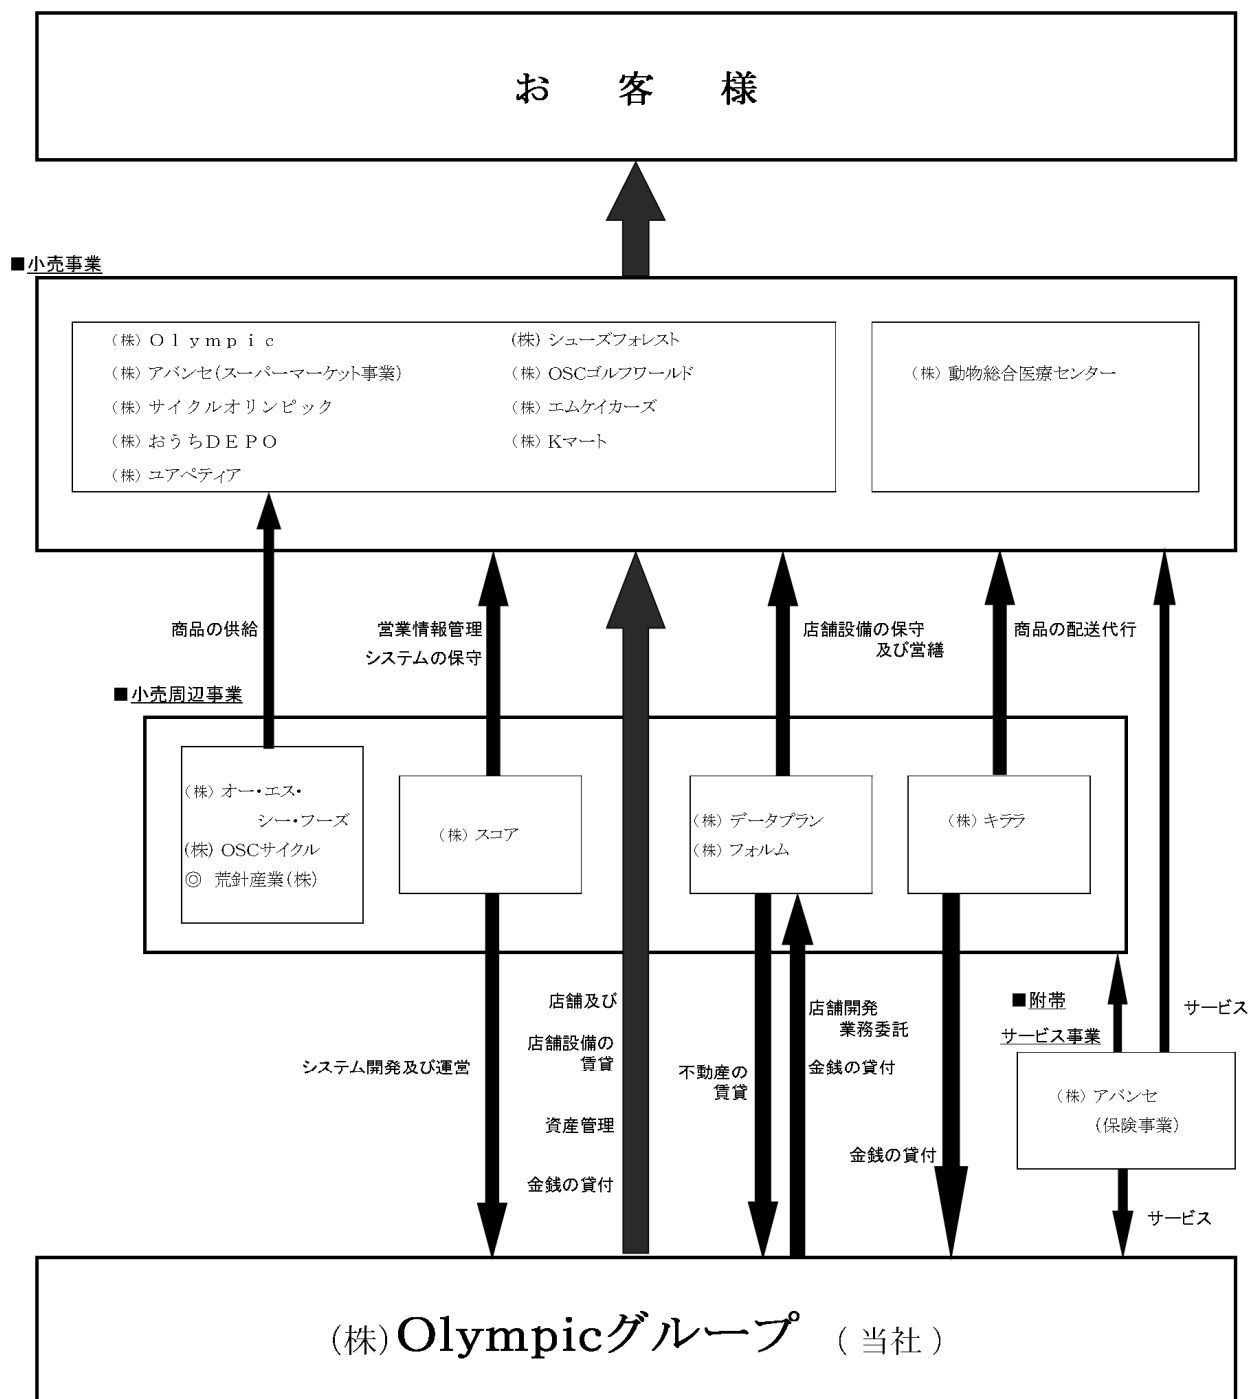 お 客 様
■小売事業
（株）Ｏｌｙｍｐｉｃ
（株）アバンセ(スーパーマーケット事業)
（株）サイクルオリンピック
（株）おうちＤＥＰＯ
（株）ユアペティア
(株) シューズフォレスト
（株）OSCゴルフワールド
（株）エムケイカーズ
（株）Kマート
（株）動物総合医療センター
商品の供給
営業情報管理
システムの保守
店舗設備の保守
及び営繕
商品の配送代行
■小売周辺事業
（株）オー・エス・
シー・フーズ
(株) OSCサイクル
◎ 荒針産業(株)
（株）スコア
（株）データプラン
（株）フォルム
（株）キララ
システム開発及び運営
店舗及び
店舗設備の
賃貸
資産管理
金銭の貸付
不動産の
賃貸
店舗開発
業務委託
金銭の貸付
金銭の貸付
■附帯
サービス事業
（株）アバンセ
（保険事業）
サービス
サービス
(株)Olympicグループ （当社）